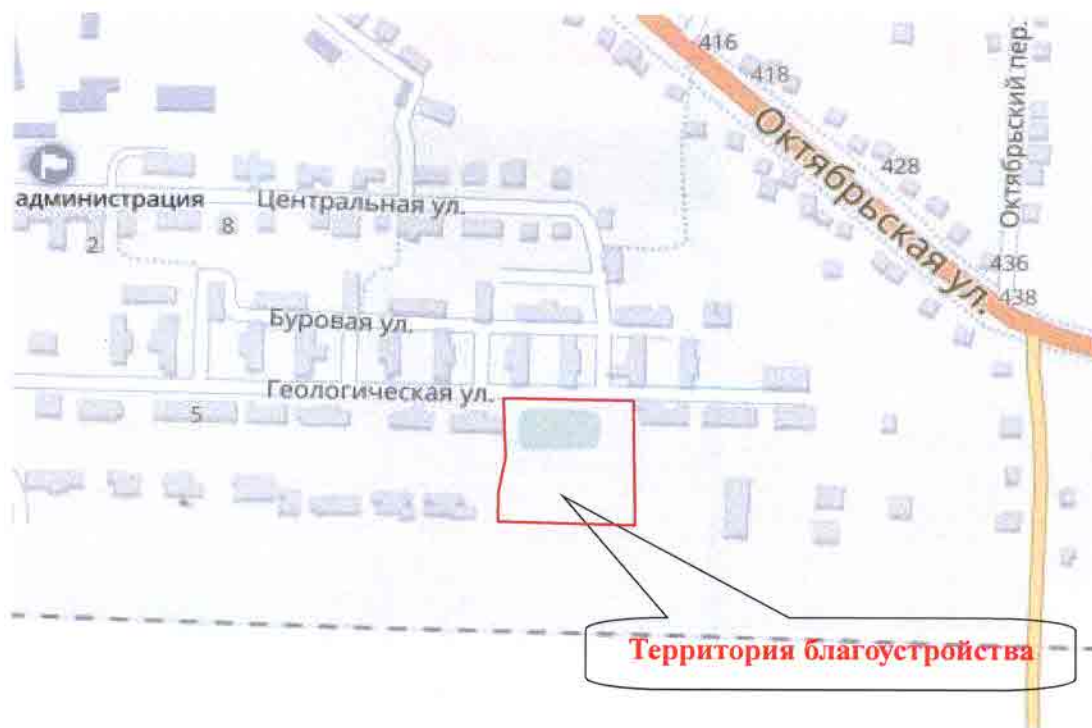 416
418
Октябрьский пер.
Октябрьская ул.
428
администрация
Центральная ул.
2
8
436
438
Буровая ул.
Геологическая ул.
5
Территория благоустройства